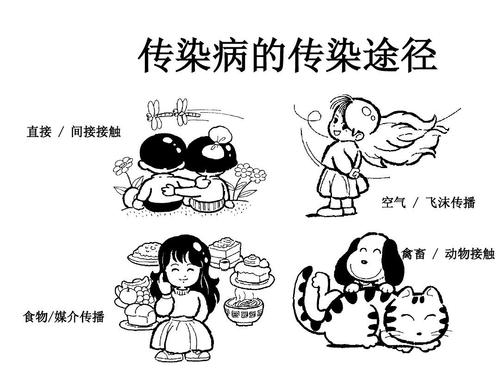 传染病的传染途径
直接 / 间接接触
空气 / 飞沫传播
食物/媒介传播
禽畜 / 动物接触